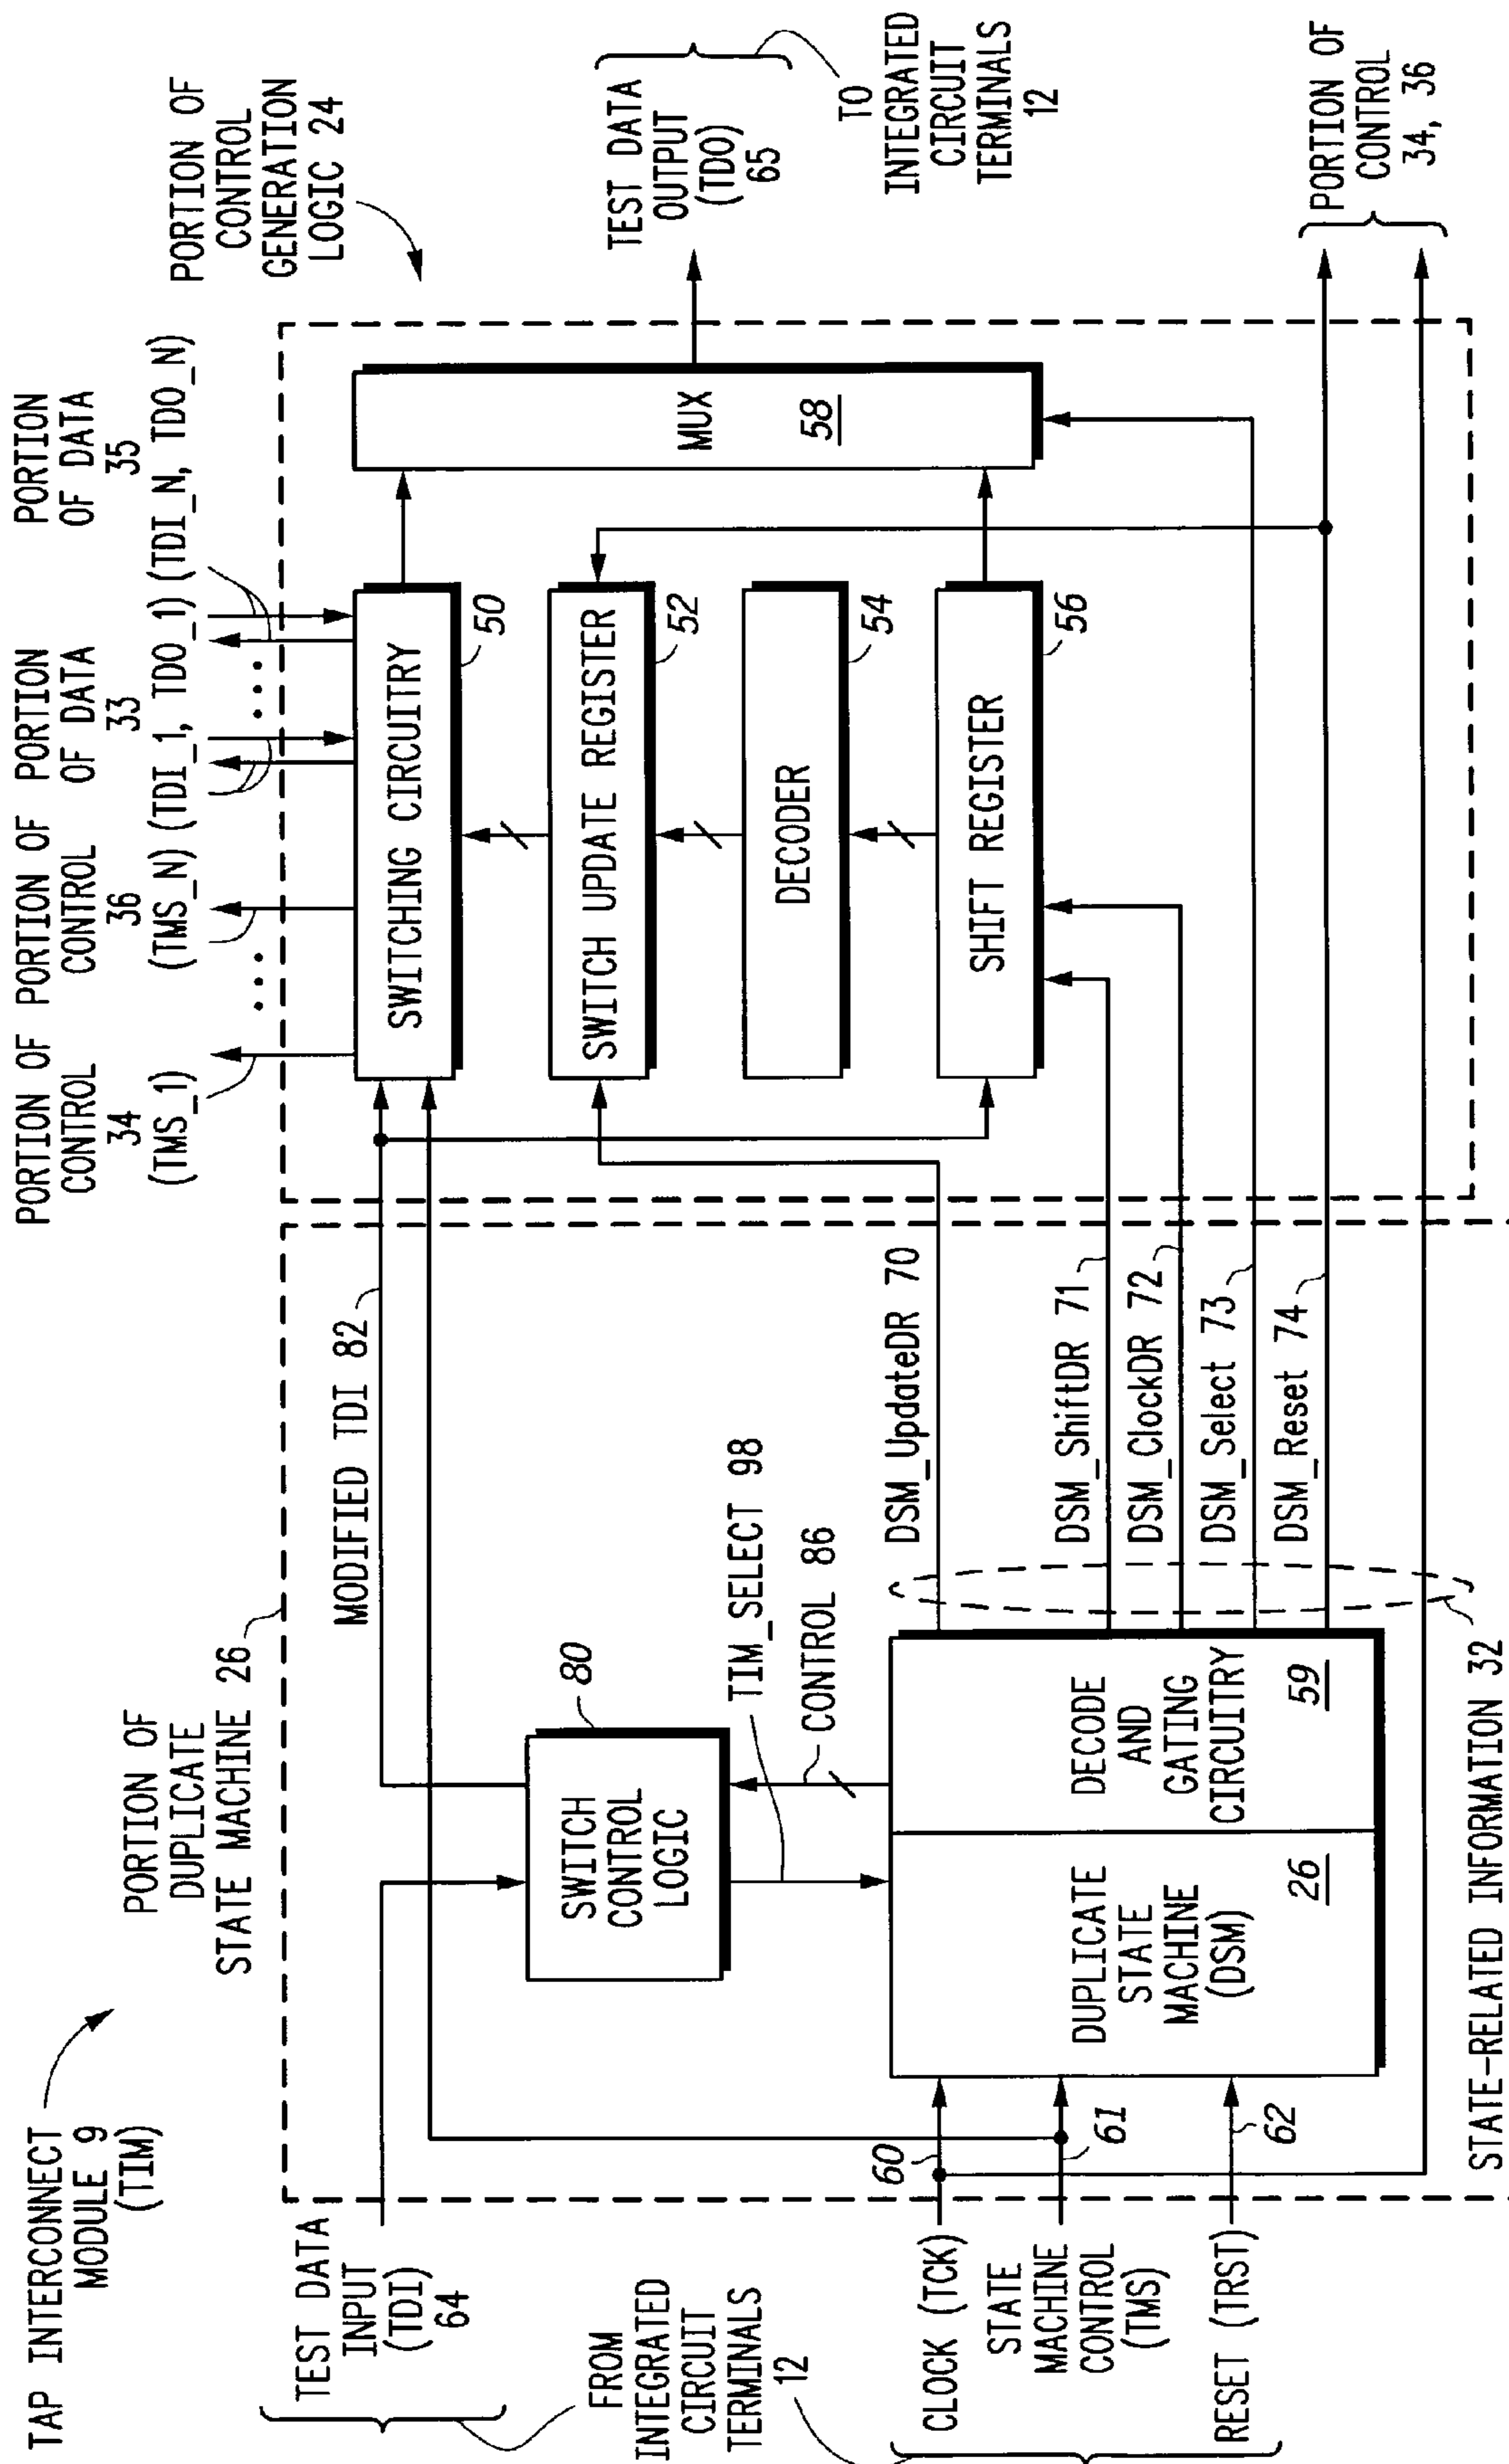 TAP INTERCONNECT
MODULE 9
(TIM)
PORTION OF
DUPLICATE
STATE MACHINE 26
PORTION OF
CONTROL
34
(TMS_1)
PORTION OF
CONTROL
36
(TMS_N)
PORTION
OF DATA
33
(TDI_1, TDO_1)
PORTION
OF DATA
35
(TDI_N, TDO_N)
PORTION OF
CONTROL
GENERATION
LOGIC 24
TEST DATA
INPUT
(TDI)
64
FROM
INTEGRATED
CIRCUIT
TERMINALS
12
CLOCK (TCK)
STATE
MACHINE
CONTROL
(TMS)
RESET (TRST)
60
61
62
MODIFIED TDI 82
SWITCH
CONTROL
LOGIC
80
TIM_SELECT 98
CONTROL 86
DUPLICATE
STATE
MACHINE
(DSM)
26
DECODE
AND
GATING
CIRCUITRY
59
DSM_UpdateDR 70
DSM_ShiftDR 71
DSM_ClockDR 72
DSM_Select 73
DSM_Reset 74
STATE-RELATED INFORMATION 32
SWITCHING CIRCUITRY
50
SWITCH UPDATE REGISTER
52
DECODER
54
SHIFT REGISTER
56
MUX
58
TEST DATA
OUTPUT
(TDO)
65
TO
INTEGRATED
CIRCUIT
TERMINALS
12
PORTION OF
CONTROL
34, 36